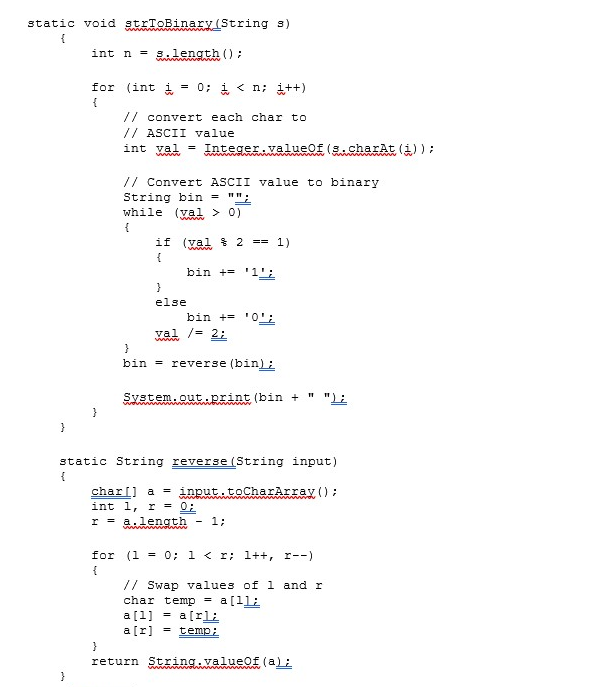 static void strToBinary(String s)
{
int n = s.length();
for (int i = 0; i < n; i++)
{
// convert each char to
// ASCII value
int val = Integer.valueOf(s.charAt(i));
// Convert ASCII value to binary
String bin = "";
while (val > 0)
{
if (val % 2 == 1)
{
bin += '1';
}
else
bin += '0';
val /= 2;
}
bin = reverse(bin);
System.out.print(bin + " ");
}
}
static String reverse(String input)
{
char[] a = input.toCharArray();
int l, r = 0;
r = a.length - 1;
for (l = 0; l < r; l++, r--)
{
// Swap values of l and r
char temp = a[l];
a[l] = a[r];
a[r] = temp;
}
return String.valueOf(a);
}